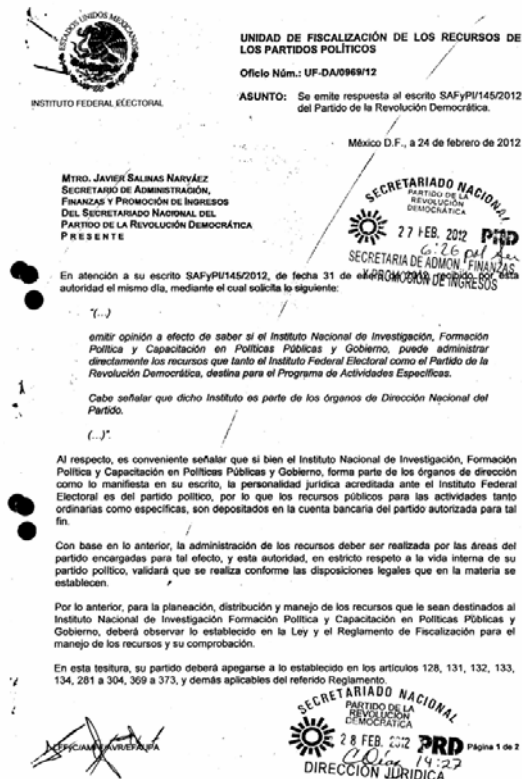 ESTADOS UNIDOS MEXICANOS
INSTITUTO FEDERAL ELECTORAL
UNIDAD DE FISCALIZACIÓN DE LOS RECURSOS DE
LOS PARTIDOS POLÍTICOS
Oficio Núm.: UF-DA/0969/12
ASUNTO: Se emite respuesta al escrito SAFyPI/145/2012
del Partido de la Revolución Democrática.
México D.F., a 24 de febrero de 2012
MTRO. JAVIER SALINAS NARVÁEZ
SECRETARIO DE ADMINISTRACIÓN,
FINANZAS Y PROMOCIÓN DE INGRESOS
DEL SECRETARIADO NACIONAL DEL
PARTIDO DE LA REVOLUCIÓN DEMOCRÁTICA
P R E S E N T E
SECRETARIADO NACIONAL
PARTIDO DE LA
REVOLUCIÓN
DEMOCRÁTICA
27 FEB. 2012 PRD
6:26 pm
SECRETARIA DE ADMON., FINANZAS
Y PROMOCIÓN DE INGRESOS
En atención a su escrito SAFyPI/145/2012, de fecha 31 de enero de 2012, recibido por esta
autoridad el mismo día, mediante el cual solicita lo siguiente:
"(...)
emitir opinión a efecto de saber si el Instituto Nacional de Investigación, Formación
Política y Capacitación en Políticas Públicas y Gobierno, puede administrar
directamente los recursos que tanto el Instituto Federal Electoral como el Partido de la
Revolución Democrática, destina para el Programa de Actividades Específicas.
Cabe señalar que dicho Instituto es parte de los órganos de Dirección Nacional del
Partido.
(...)".
Al respecto, es conveniente señalar que si bien el Instituto Nacional de Investigación, Formación
Política y Capacitación en Políticas Públicas y Gobierno, forma parte de los órganos de dirección
como lo manifiesta en su escrito, la personalidad jurídica acreditada ante el Instituto Federal
Electoral es del partido político, por lo que los recursos públicos para las actividades tanto
ordinarias como específicas, son depositados en la cuenta bancaria del partido autorizada para tal
fin.
Con base en lo anterior, la administración de los recursos deber ser realizada por las áreas del
partido encargadas para tal efecto, y esta autoridad, en estricto respeto a la vida interna de su
partido político, validará que se realiza conforme las disposiciones legales que en la materia se
establecen.
Por lo anterior, para la planeación, distribución y manejo de los recursos que le sean destinados al
Instituto Nacional de Investigación Formación Política y Capacitación en Políticas Públicas y
Gobierno, deberá observar lo establecido en la Ley y el Reglamento de Fiscalización para el
manejo de los recursos y su comprobación.
En esta tesitura, su partido deberá apegarse a lo establecido en los artículos 128, 131, 132, 133,
134, 281 a 304, 369 a 373, y demás aplicables del referido Reglamento.
SECRETARIADO NACIONAL
PARTIDO DE LA
REVOLUCIÓN
DEMOCRÁTICA
28 FEB. 2012 PRD
14:27
DIRECCIÓN JURIDICA
Página 1 de 2